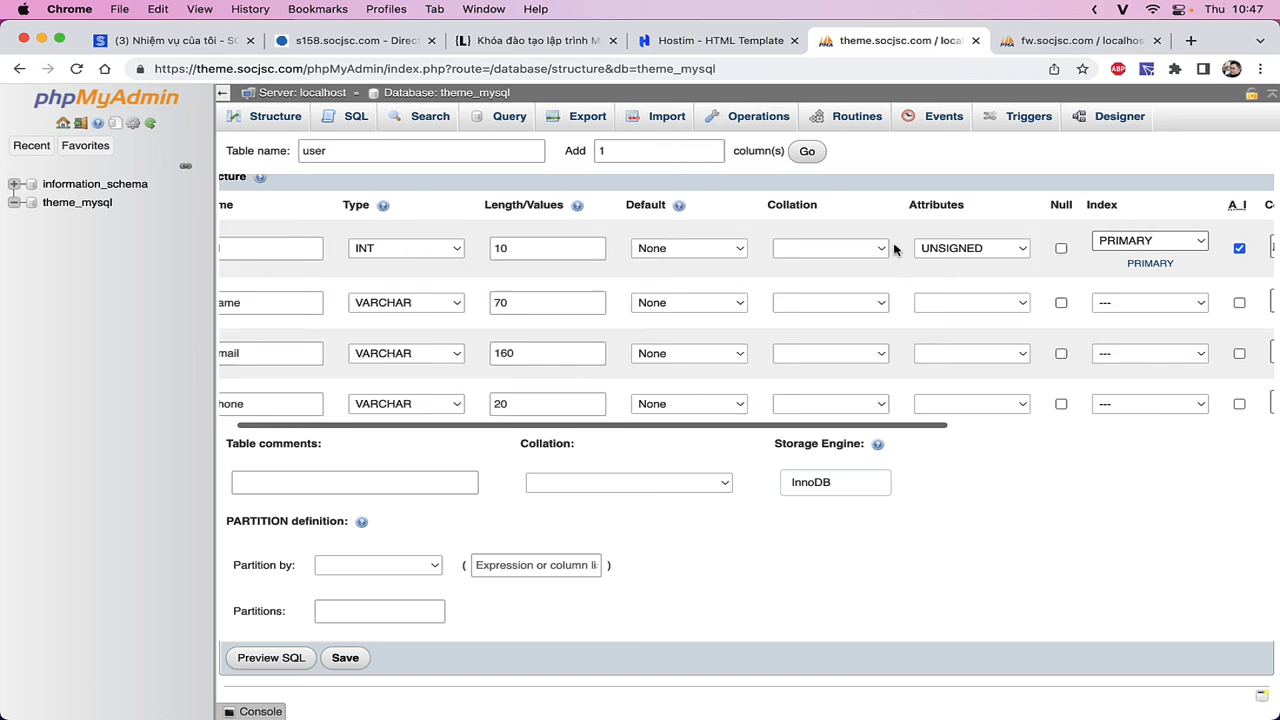 Chrome File Edit View History Bookmarks Profiles Tab Window Help Thu 10:47
(3) Nhiệm vụ của tôi - SC s158.socjsc.com - Direct Khóa đào tạo lập trình M Hostim - HTML Template theme.socjsc.com / local fw.socjsc.com / localhost
https://theme.socjsc.com/phpMyAdmin/index.php?route=/database/structure&db=theme_mysql
phpMyAdmin
Recent Favorites
information_schema
theme_mysql
Server: localhost » Database: theme_mysql
Structure SQL Search Query Export Import Operations Routines Events Triggers Designer
Table name: user Add 1 column(s) Go
cture
me Type Length/Values Default Collation Attributes Null Index A_I
INT 10 None UNSIGNED PRIMARY
PRIMARY
ame VARCHAR 70 None ---
mail VARCHAR 160 None ---
hone VARCHAR 20 None ---
Table comments: Collation: Storage Engine:
InnoDB
PARTITION definition:
Partition by: ( Expression or column li )
Partitions:
Preview SQL Save
Console